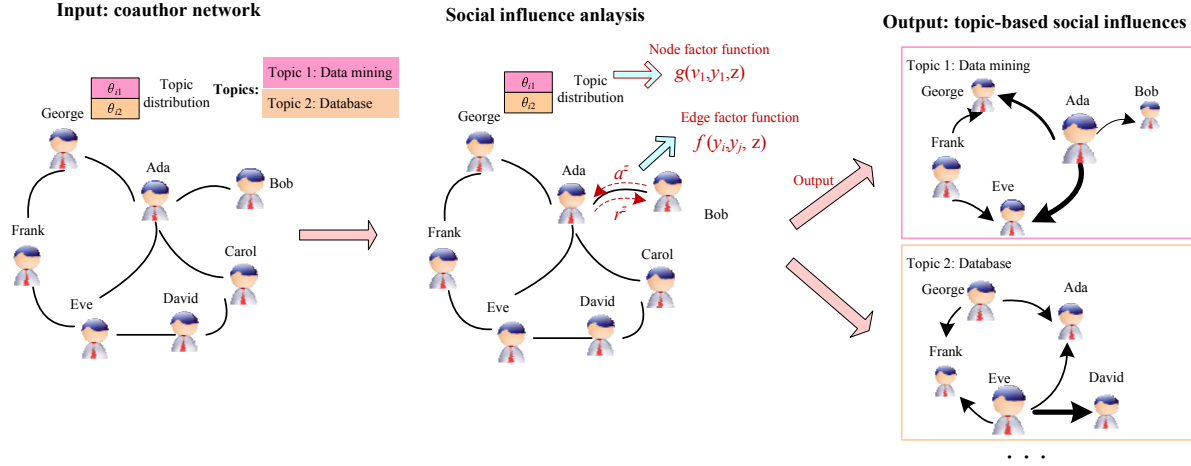 Input: coauthor network
θi1
θi2
Topic
distribution
Topics:
Topic 1: Data mining
Topic 2: Database
George
Ada
Bob
Frank
Carol
Eve
David
Social influence anlaysis
θi1
θi2
Topic
distribution
Node factor function
g(v1,y1,z)
Edge factor function
f (yi,yj, z)
George
Ada
az
rz
Bob
Frank
Carol
Eve
David
Output
Output: topic-based social influences
Topic 1: Data mining
George
Ada
Bob
Frank
Eve
Topic 2: Database
George
Ada
Frank
Eve
David
. . .